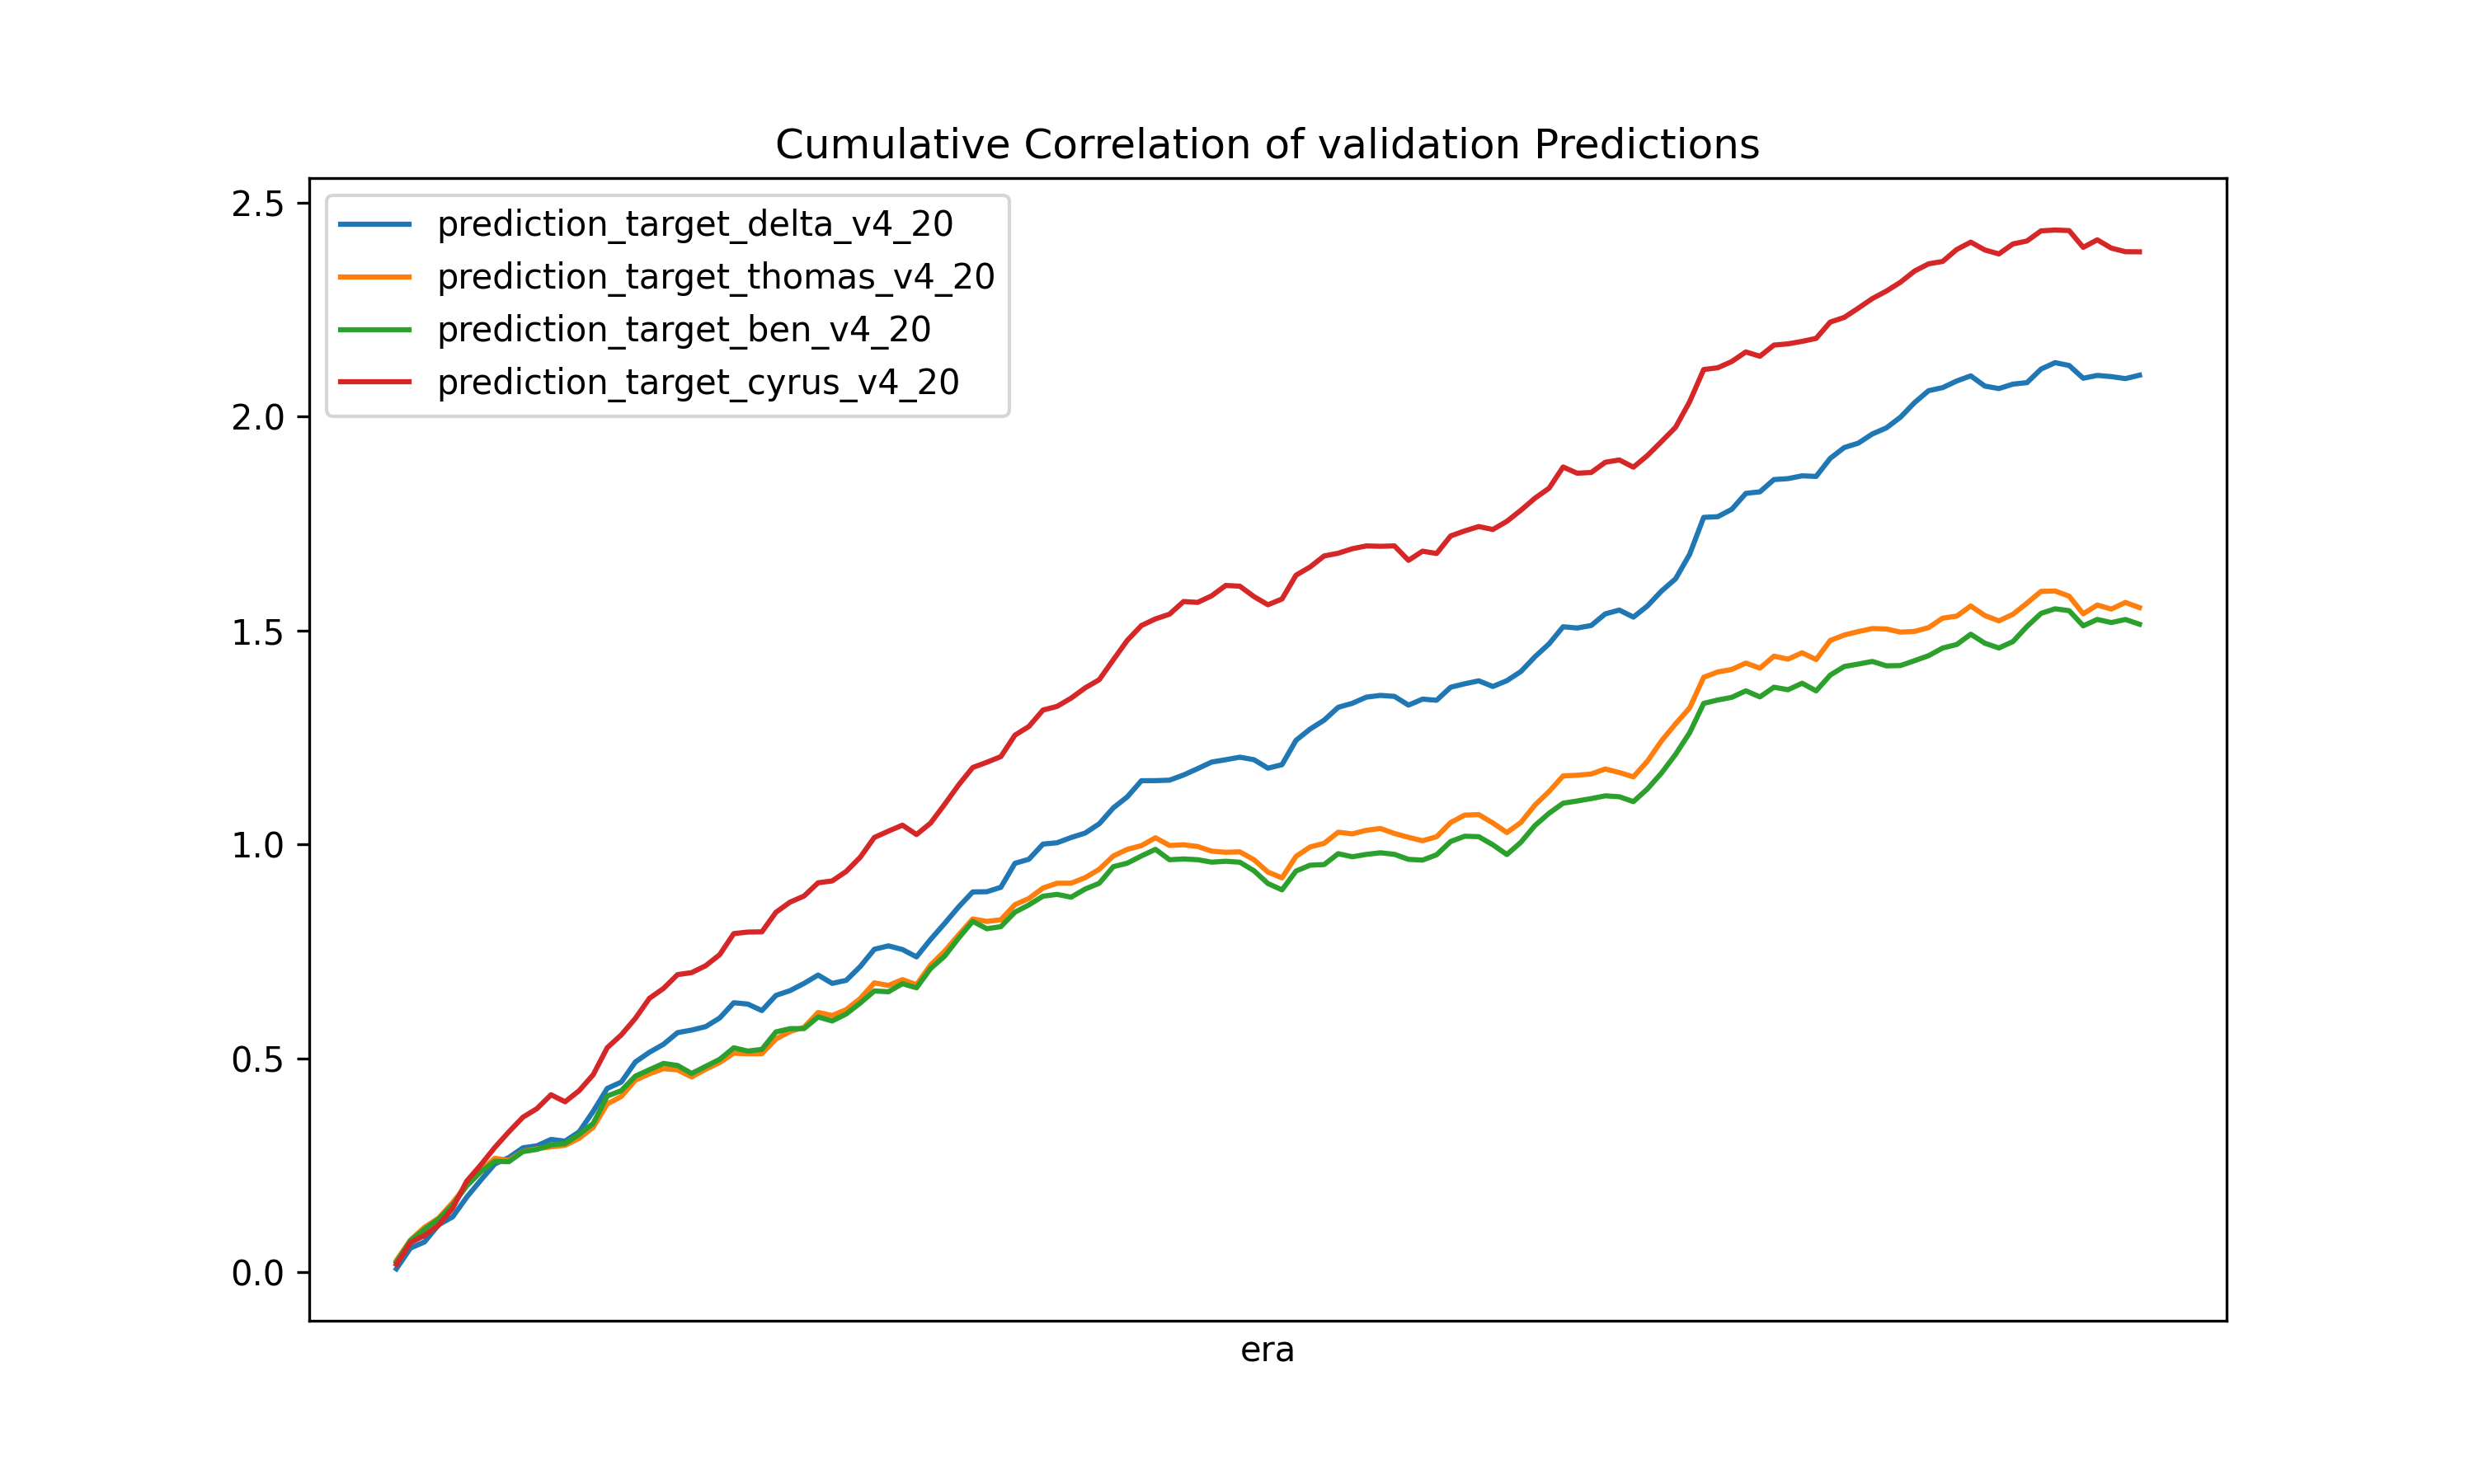 Cumulative Correlation of validation Predictions
2.5
2.0
1.5
1.0
0.5
0.0
prediction_target_delta_v4_20
prediction_target_thomas_v4_20
prediction_target_ben_v4_20
prediction_target_cyrus_v4_20
era